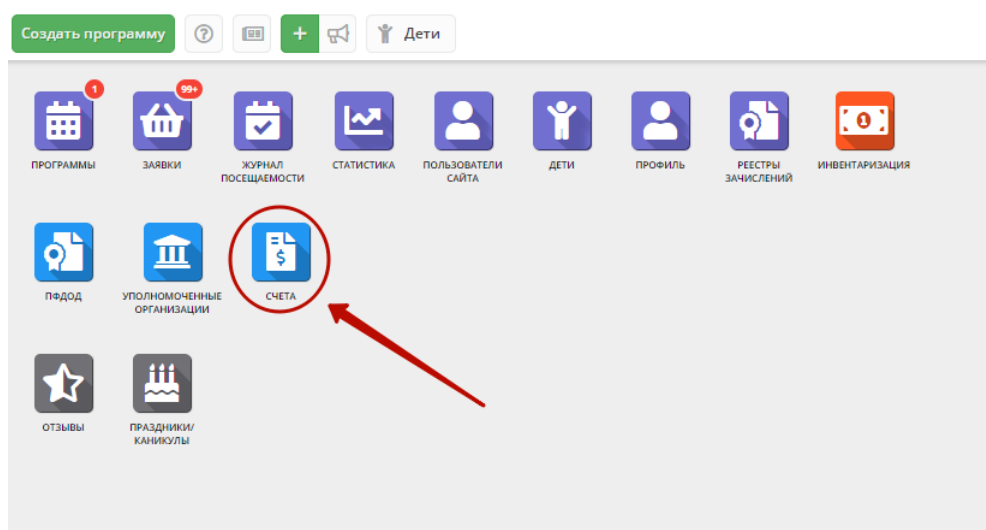 Создать программу
Дети
1
99+
ПРОГРАММЫ
ЗАЯВКИ
ЖУРНАЛ
ПОСЕЩАЕМОСТИ
СТАТИСТИКА
ПОЛЬЗОВАТЕЛИ
САЙТА
ДЕТИ
ПРОФИЛЬ
РЕЕСТРЫ
ЗАЧИСЛЕНИЙ
ИНВЕНТАРИЗАЦИЯ
ПФДОД
УПОЛНОМОЧЕННЫЕ
ОРГАНИЗАЦИИ
СЧЕТА
ОТЗЫВЫ
ПРАЗДНИКИ/
КАНИКУЛЫ